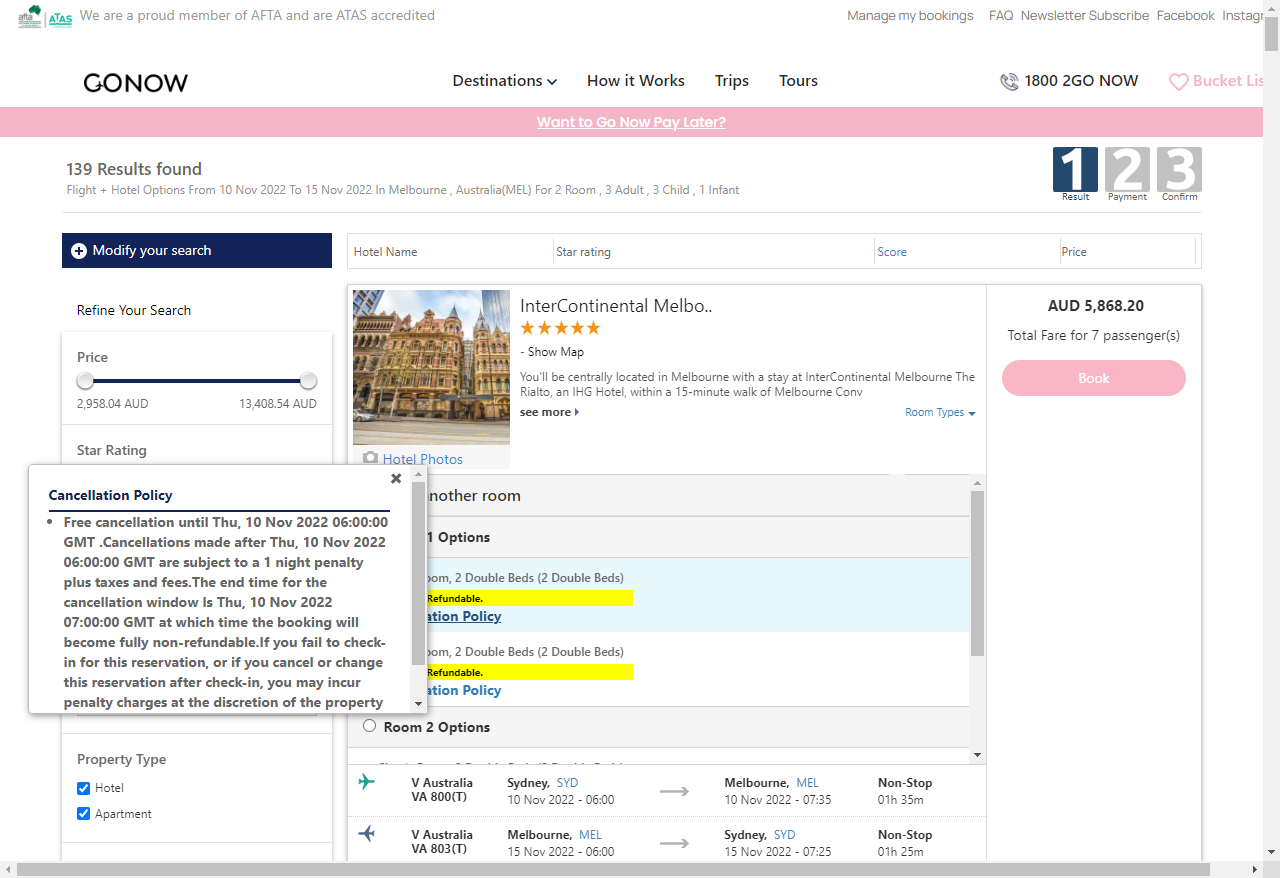 afta
ATAS
We are a proud member of AFTA and are ATAS accredited
Manage my bookings
FAQ
Newsletter Subscribe
Facebook
Instagr
GONOW
Destinations
How it Works
Trips
Tours
1800 2GO NOW
Bucket Lis
Want to Go Now Pay Later?
139 Results found
Flight + Hotel Options From 10 Nov 2022 To 15 Nov 2022 In Melbourne , Australia(MEL) For 2 Room , 3 Adult , 3 Child , 1 Infant
1
Result
2
Payment
3
Confirm
Modify your search
Hotel Name
Star rating
Score
Price
Refine Your Search
Price
2,958.04 AUD
13,408.54 AUD
Star Rating
InterContinental Melbo..
- Show Map
You'll be centrally located in Melbourne with a stay at InterContinental Melbourne The
Rialto, an IHG Hotel, within a 15-minute walk of Melbourne Conv
see more
Room Types
Hotel Photos
AUD 5,868.20
Total Fare for 7 passenger(s)
Book
Cancellation Policy
Free cancellation until Thu, 10 Nov 2022 06:00:00
GMT .Cancellations made after Thu, 10 Nov 2022
06:00:00 GMT are subject to a 1 night penalty
plus taxes and fees.The end time for the
cancellation window Is Thu, 10 Nov 2022
07:00:00 GMT at which time the booking will
become fully non-refundable.If you fail to check-
in for this reservation, or if you cancel or change
this reservation after check-in, you may incur
penalty charges at the discretion of the property
nother room
1 Options
oom, 2 Double Beds (2 Double Beds)
Refundable.
ation Policy
oom, 2 Double Beds (2 Double Beds)
Refundable.
ation Policy
Room 2 Options
Property Type
Hotel
Apartment
V Australia
VA 800(T)
Sydney, SYD
10 Nov 2022 - 06:00
Melbourne, MEL
10 Nov 2022 - 07:35
Non-Stop
01h 35m
V Australia
VA 803(T)
Melbourne, MEL
15 Nov 2022 - 06:00
Sydney, SYD
15 Nov 2022 - 07:25
Non-Stop
01h 25m